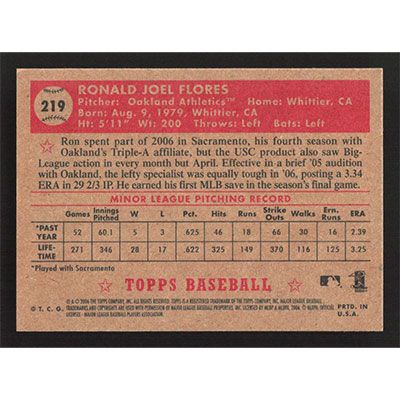 219
RONALD JOEL FLORES
Pitcher: Oakland Athletics™ Home: Whittier, CA
Born: Aug. 9, 1979, Whittier, CA
Ht: 5'11" Wt: 200 Throws: Left Bats: Left
Ron spent part of 2006 in Sacramento, his fourth season with
Oakland's Triple-A affiliate, but the USC product also saw Big-
League action in every month but April. Effective in a brief '05 audition
with Oakland, the lefty specialist was equally tough in '06, posting a 3.34
ERA in 29 2/3 IP. He earned his first MLB save in the season's final game.
MINOR LEAGUE PITCHING RECORD
Games Innings Pitched W L Pct. Hits Runs Strike Outs Walks Ern. Runs ERA
*PAST YEAR 52 60.1 5 3 .625 46 18 66 30 16 2.39
LIFE-TIME 271 346 28 17 .622 325 149 370 116 125 3.25
*Played with Sacramento
TOPPS BASEBALL
© T. C. G.
PRTD. IN
U.S.A.